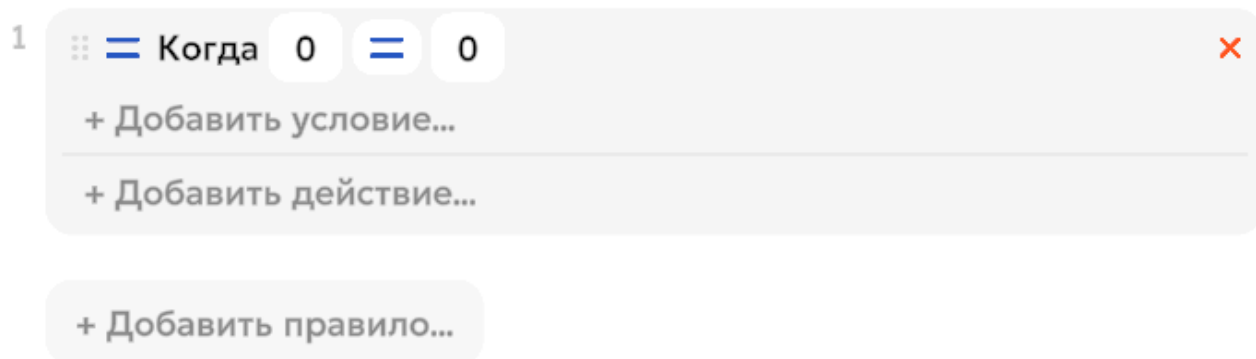 1 Когда 0 = 0
+ Добавить условие...
+ Добавить действие...
+ Добавить правило...